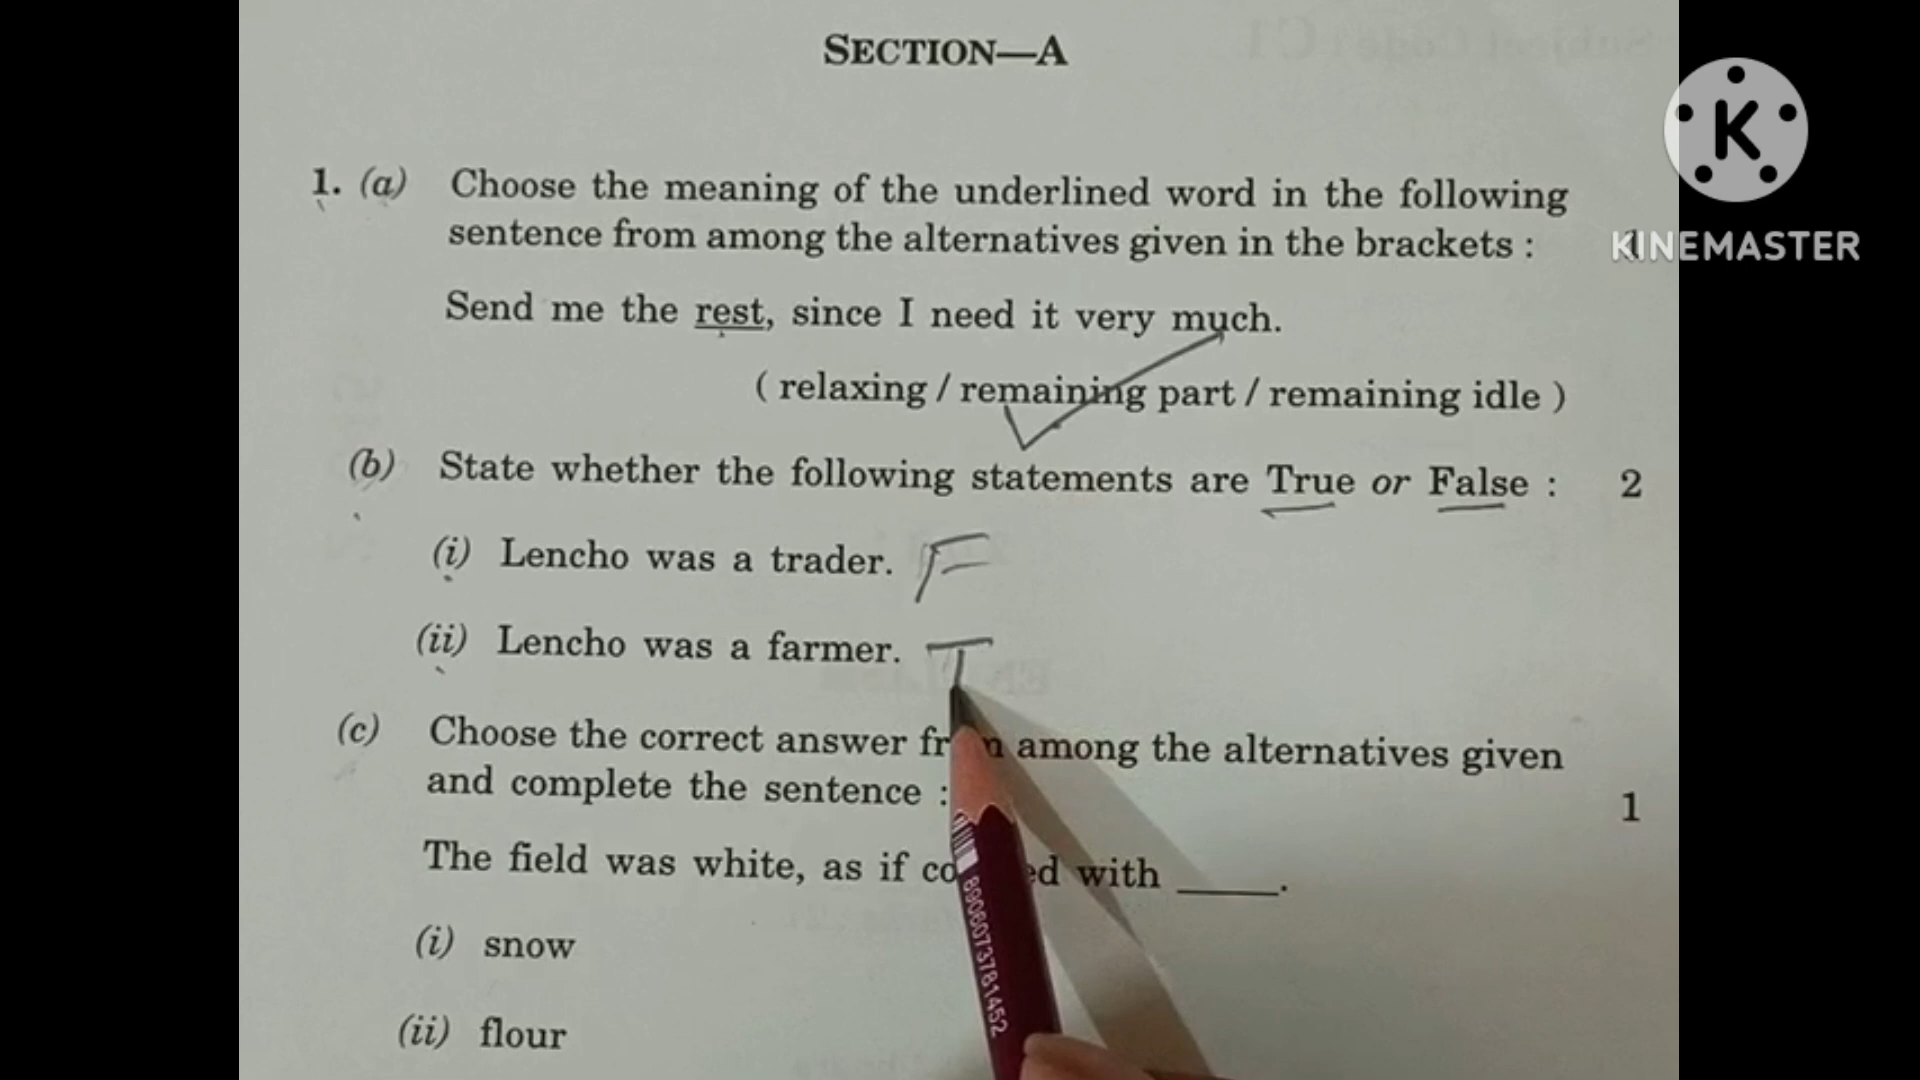 SECTION—A
K
KINEMASTER
1. (a) Choose the meaning of the underlined word in the following
sentence from among the alternatives given in the brackets :
Send me the rest, since I need it very much.
( relaxing / remaining part / remaining idle )
(b) State whether the following statements are True or False : 2
(i) Lencho was a trader. F
(ii) Lencho was a farmer. T
(c) Choose the correct answer among the alternatives given
and complete the sentence : 1
The field was white, as if with _____.
(i) snow
(ii) flour
8906073781452